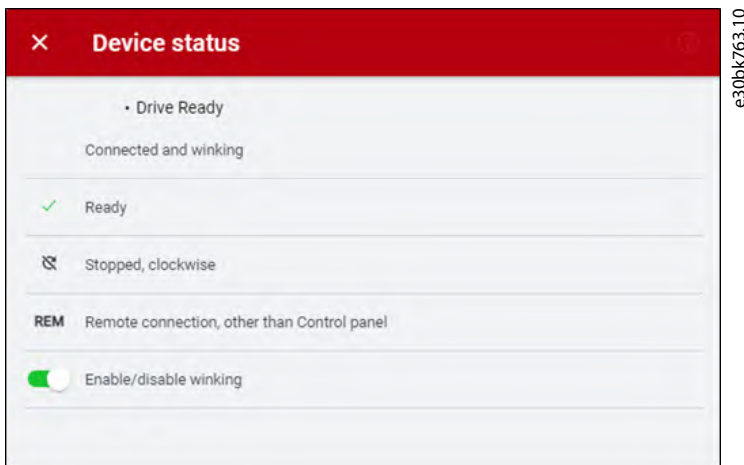 Device status
• Drive Ready
Connected and winking
Ready
Stopped, clockwise
REM Remote connection, other than Control panel
Enable/disable winking
e30bk763.10